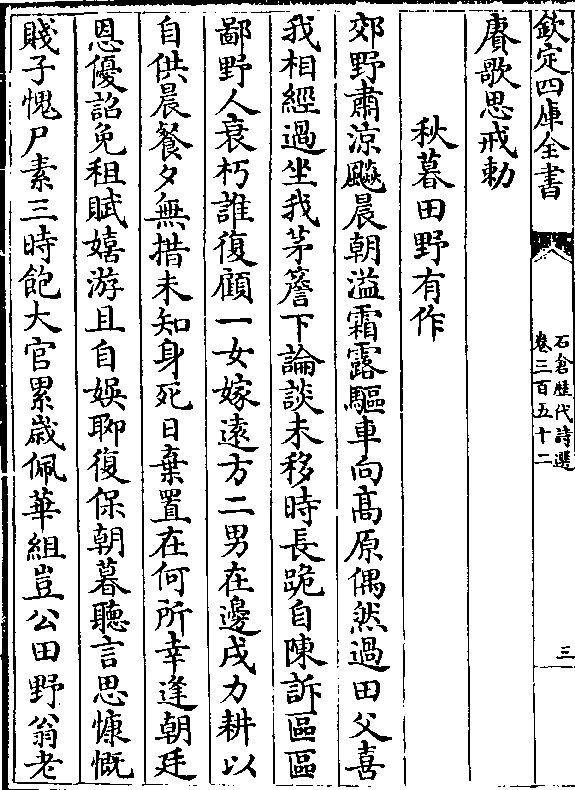 欽定四庫全書
石倉歴代詩選
卷三百五十二
三
賡歌思戒勅
秋暮田野有作
郊野肅涼飈晨朝溢霜露驅車向髙原偶然過田父喜
我相經過坐我茅簷下論談未移時長跪自陳訴區區
鄙野人衰朽誰復顧一女嫁遠方二男在邊戍力耕以
自供晨餐夕無措未知身死日棄置在何所幸逢朝廷
恩優詔免租賦嬉游且自娛聊復保朝暮聽言思慷慨
賤子愧尸素三時飽大官累歲佩華組豈公田野翁老